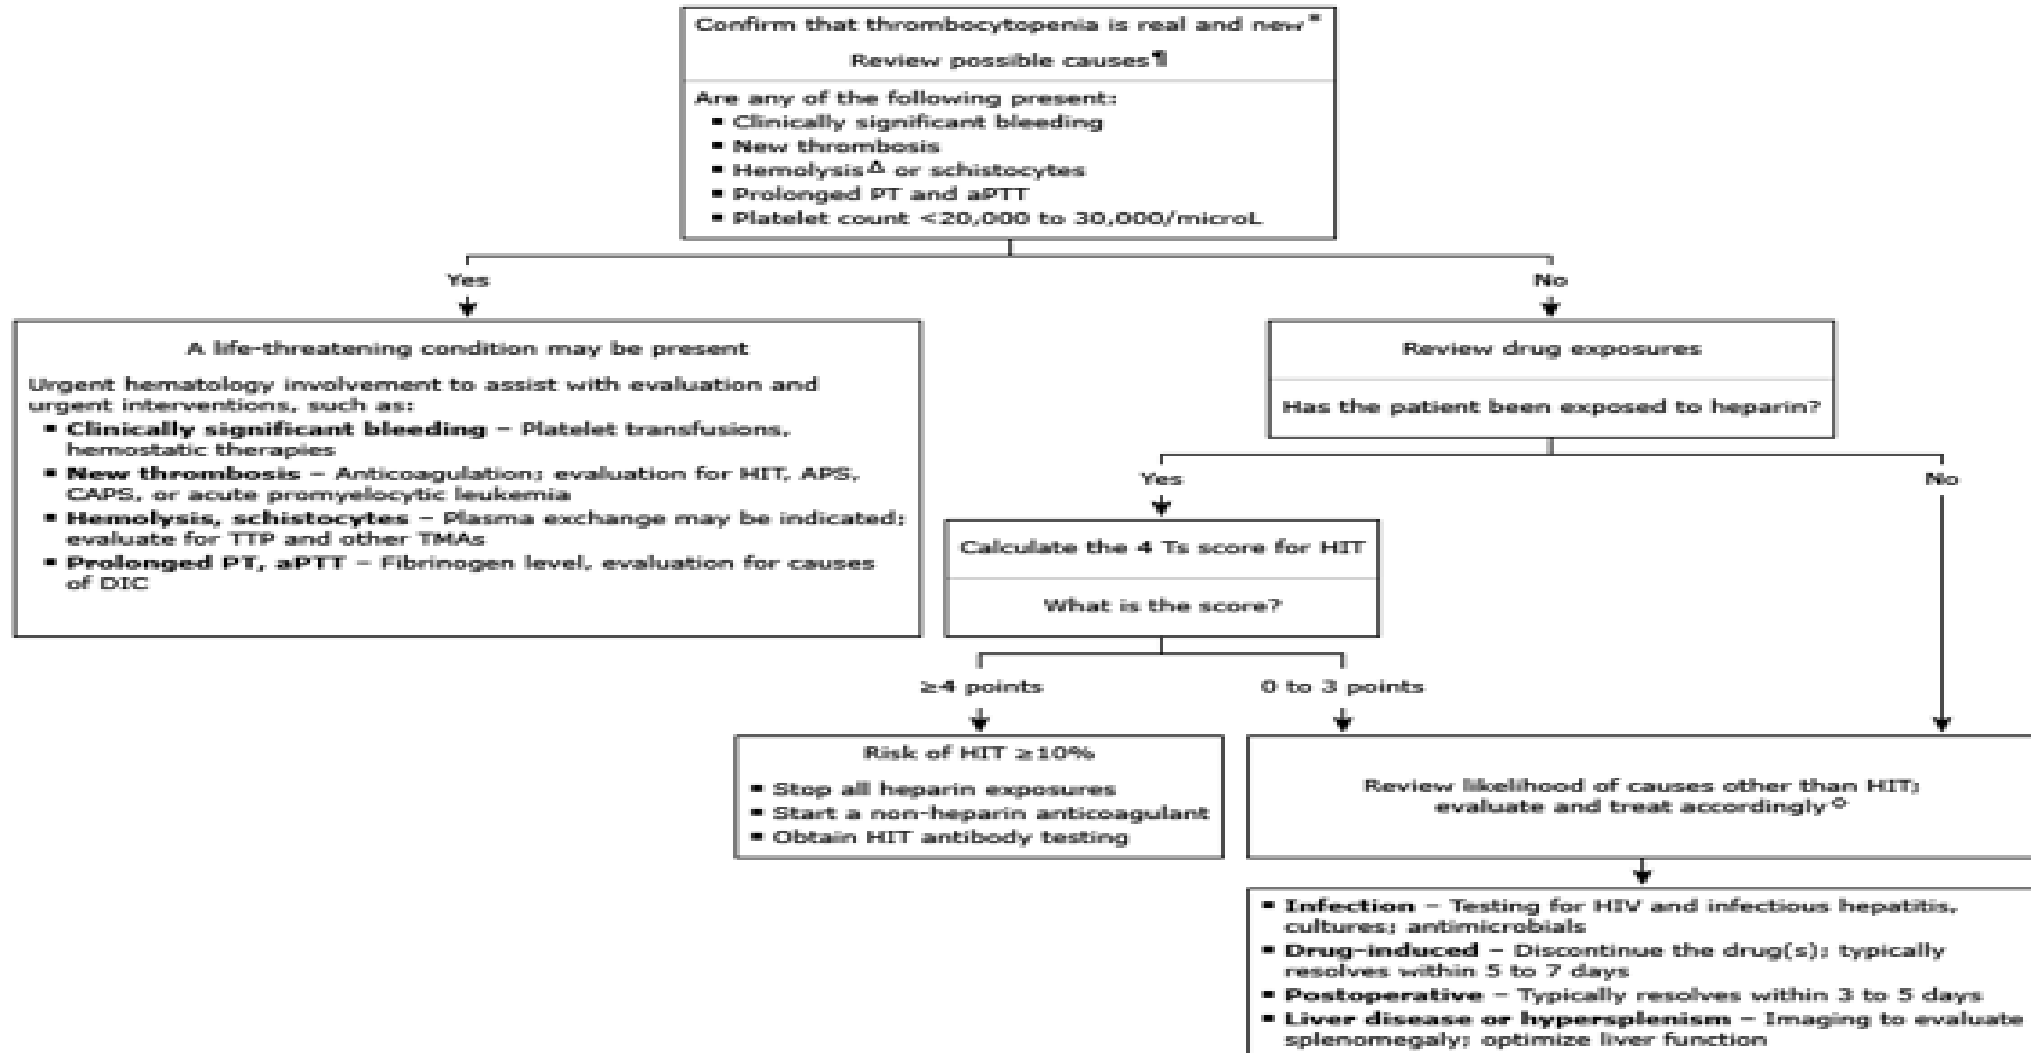 Confirm that thrombocytopenia is real and new*
Review possible causes¶
Are any of the following present:
▪ Clinically significant bleeding
▪ New thrombosis
▪ HemolysisΔ or schistocytes
▪ Prolonged PT and aPTT
▪ Platelet count <20,000 to 30,000/microL
Yes
No
A life-threatening condition may be present
Urgent hematology involvement to assist with evaluation and
urgent interventions, such as:
▪ Clinically significant bleeding – Platelet transfusions,
hemostatic therapies
▪ New thrombosis – Anticoagulation; evaluation for HIT, APS,
CAPS, or acute promyelocytic leukemia
▪ Hemolysis, schistocytes – Plasma exchange may be indicated;
evaluate for TTP and other TMAs
▪ Prolonged PT, aPTT – Fibrinogen level, evaluation for causes
of DIC
Review drug exposures
Has the patient been exposed to heparin?
Yes
No
Calculate the 4 Ts score for HIT
What is the score?
≥4 points
0 to 3 points
Risk of HIT ≥10%
▪ Stop all heparin exposures
▪ Start a non-heparin anticoagulant
▪ Obtain HIT antibody testing
Review likelihood of causes other than HIT;
evaluate and treat accordingly◊
▪ Infection – Testing for HIV and infectious hepatitis,
cultures; antimicrobials
▪ Drug-induced – Discontinue the drug(s); typically
resolves within 5 to 7 days
▪ Postoperative – Typically resolves within 3 to 5 days
▪ Liver disease or hypersplenism – Imaging to evaluate
splenomegaly; optimize liver function